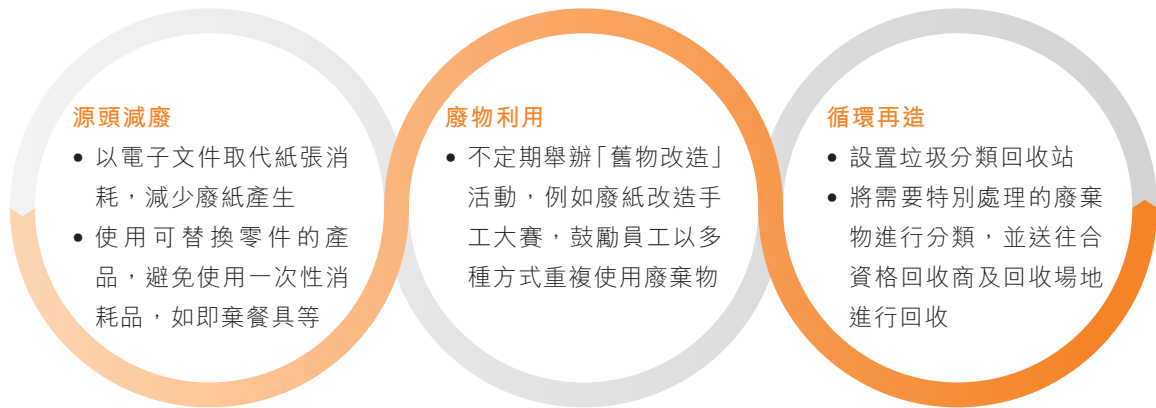 源頭減廢
• 以電子文件取代紙張消
耗，減少廢紙產生
• 使用可替換零件的產
品，避免使用一次性消
耗品，如即棄餐具等
廢物利用
• 不定期舉辦「舊物改造」
活動，例如廢紙改造手
工大賽，鼓勵員工以多
種方式重複使用廢棄物
循環再造
• 設置垃圾分類回收站
• 將需要特別處理的廢棄
物進行分類，並送往合
資格回收商及回收場地
進行回收